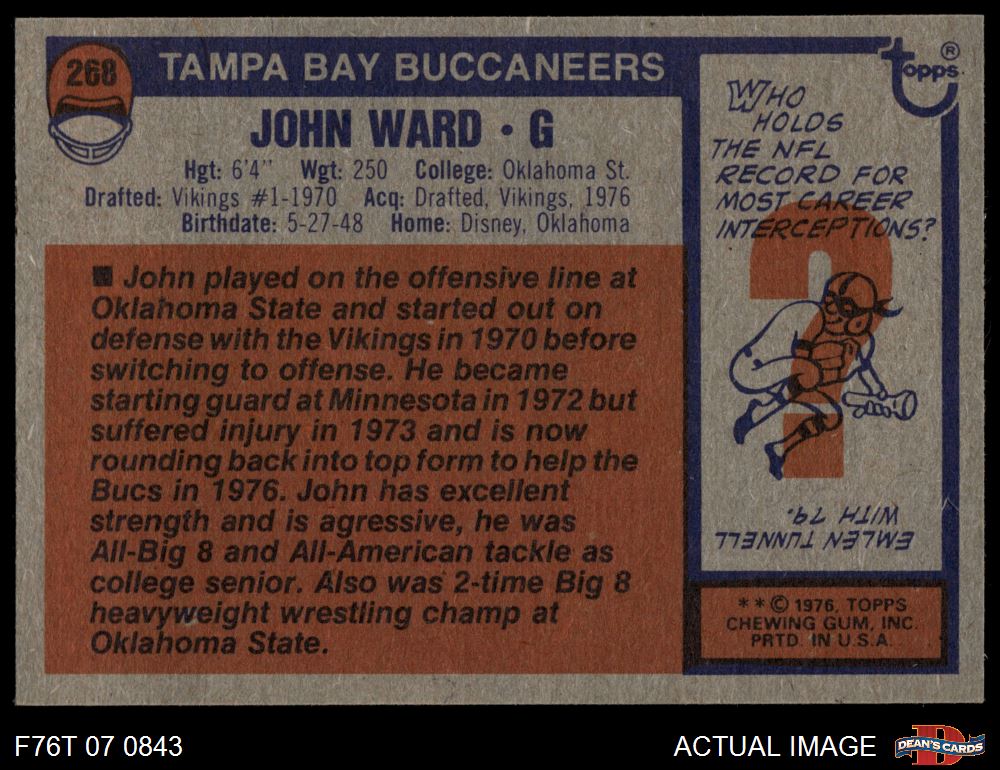 268
TAMPA BAY BUCCANEERS
JOHN WARD · G
Hgt: 6'4" Wgt: 250 College: Oklahoma St.
Drafted: Vikings #1-1970 Acq: Drafted, Vikings, 1976
Birthdate: 5-27-48 Home: Disney, Oklahoma
■ John played on the offensive line at
Oklahoma State and started out on
defense with the Vikings in 1970 before
switching to offense. He became
starting guard at Minnesota in 1972 but
suffered injury in 1973 and is now
rounding back into top form to help the
Bucs in 1976. John has excellent
strength and is agressive, he was
All-Big 8 and All-American tackle as
college senior. Also was 2-time Big 8
heavyweight wrestling champ at
Oklahoma State.
Topps®
WHO
HOLDS
THE NFL
RECORD FOR
MOST CAREER
INTERCEPTIONS?
?
EMLEN TUNNELL
WITH 79.
**© 1976, TOPPS
CHEWING GUM, INC.
PRTD. IN U.S.A.
F76T 07 0843
ACTUAL IMAGE
D
DEAN'S CARDS